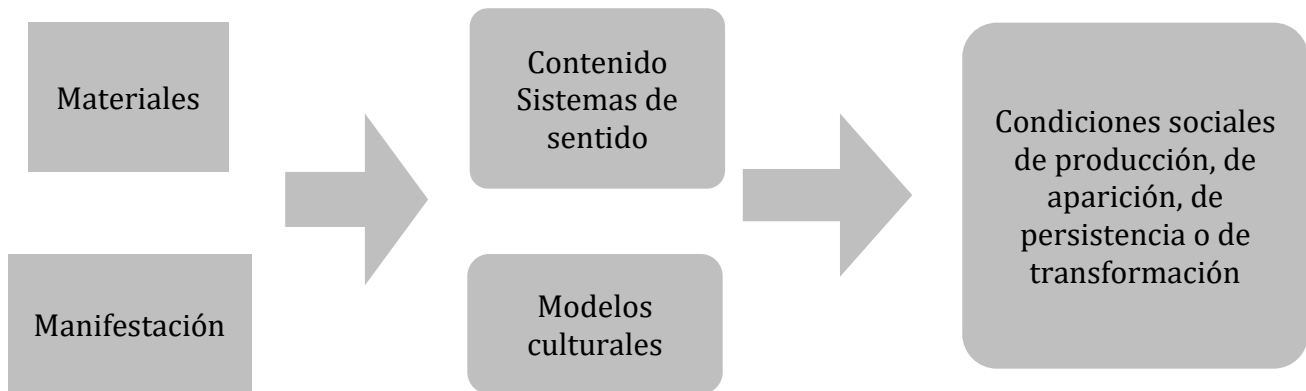 Materiales
Manifestación
Contenido
Sistemas de
sentido
Modelos
culturales
Condiciones sociales
de producción, de
aparición, de
persistencia o de
transformación